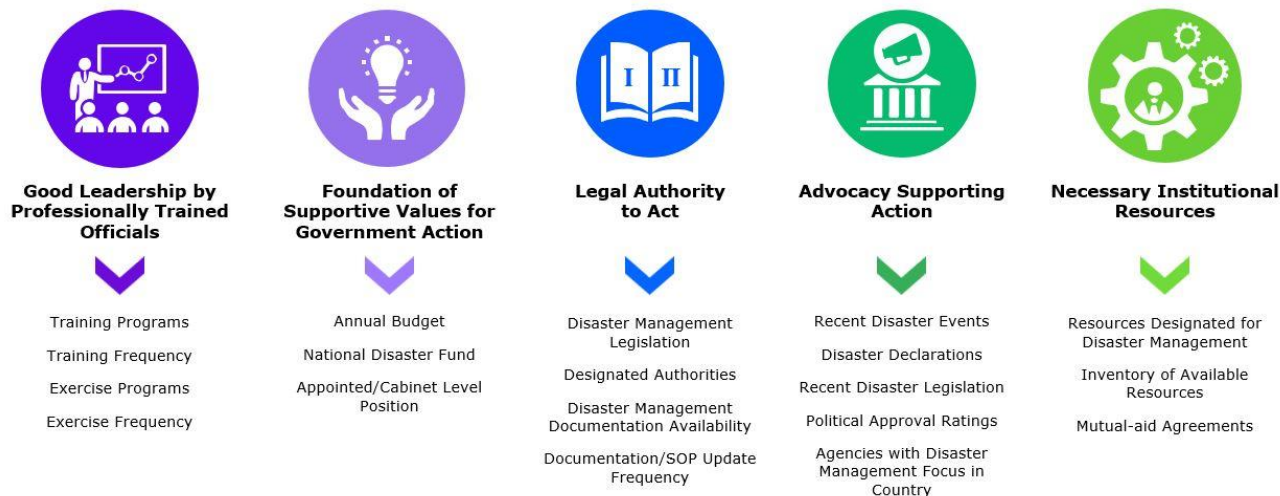 I II
Good Leadership by
Professionally Trained
Officials
Training Programs
Training Frequency
Exercise Programs
Exercise Frequency
Foundation of
Supportive Values for
Government Action
Annual Budget
National Disaster Fund
Appointed/Cabinet Level
Position
Legal Authority
to Act
Disaster Management
Legislation
Designated Authorities
Disaster Management
Documentation Availability
Documentation/SOP Update
Frequency
Advocacy Supporting
Action
Recent Disaster Events
Disaster Declarations
Recent Disaster Legislation
Political Approval Ratings
Agencies with Disaster
Management Focus in
Country
Necessary Institutional
Resources
Resources Designated for
Disaster Management
Inventory of Available
Resources
Mutual-aid Agreements